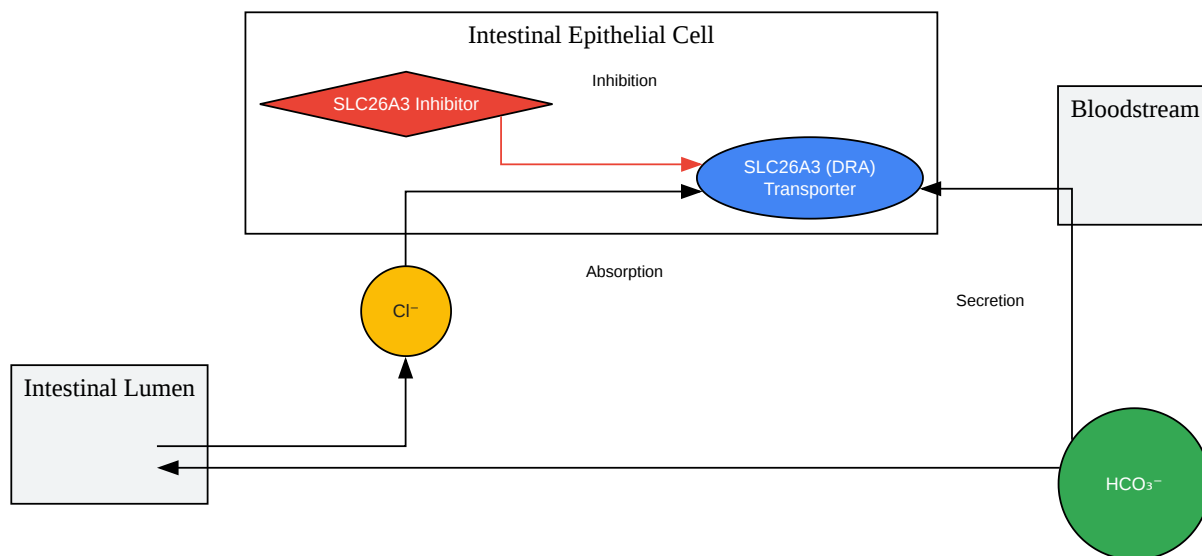 Intestinal Epithelial Cell
Inhibition
SLC26A3 Inhibitor
Bloodstream
SLC26A3 (DRA)
Transporter
Absorption
Secretion
Cl⁻
Intestinal Lumen
HCO₃⁻